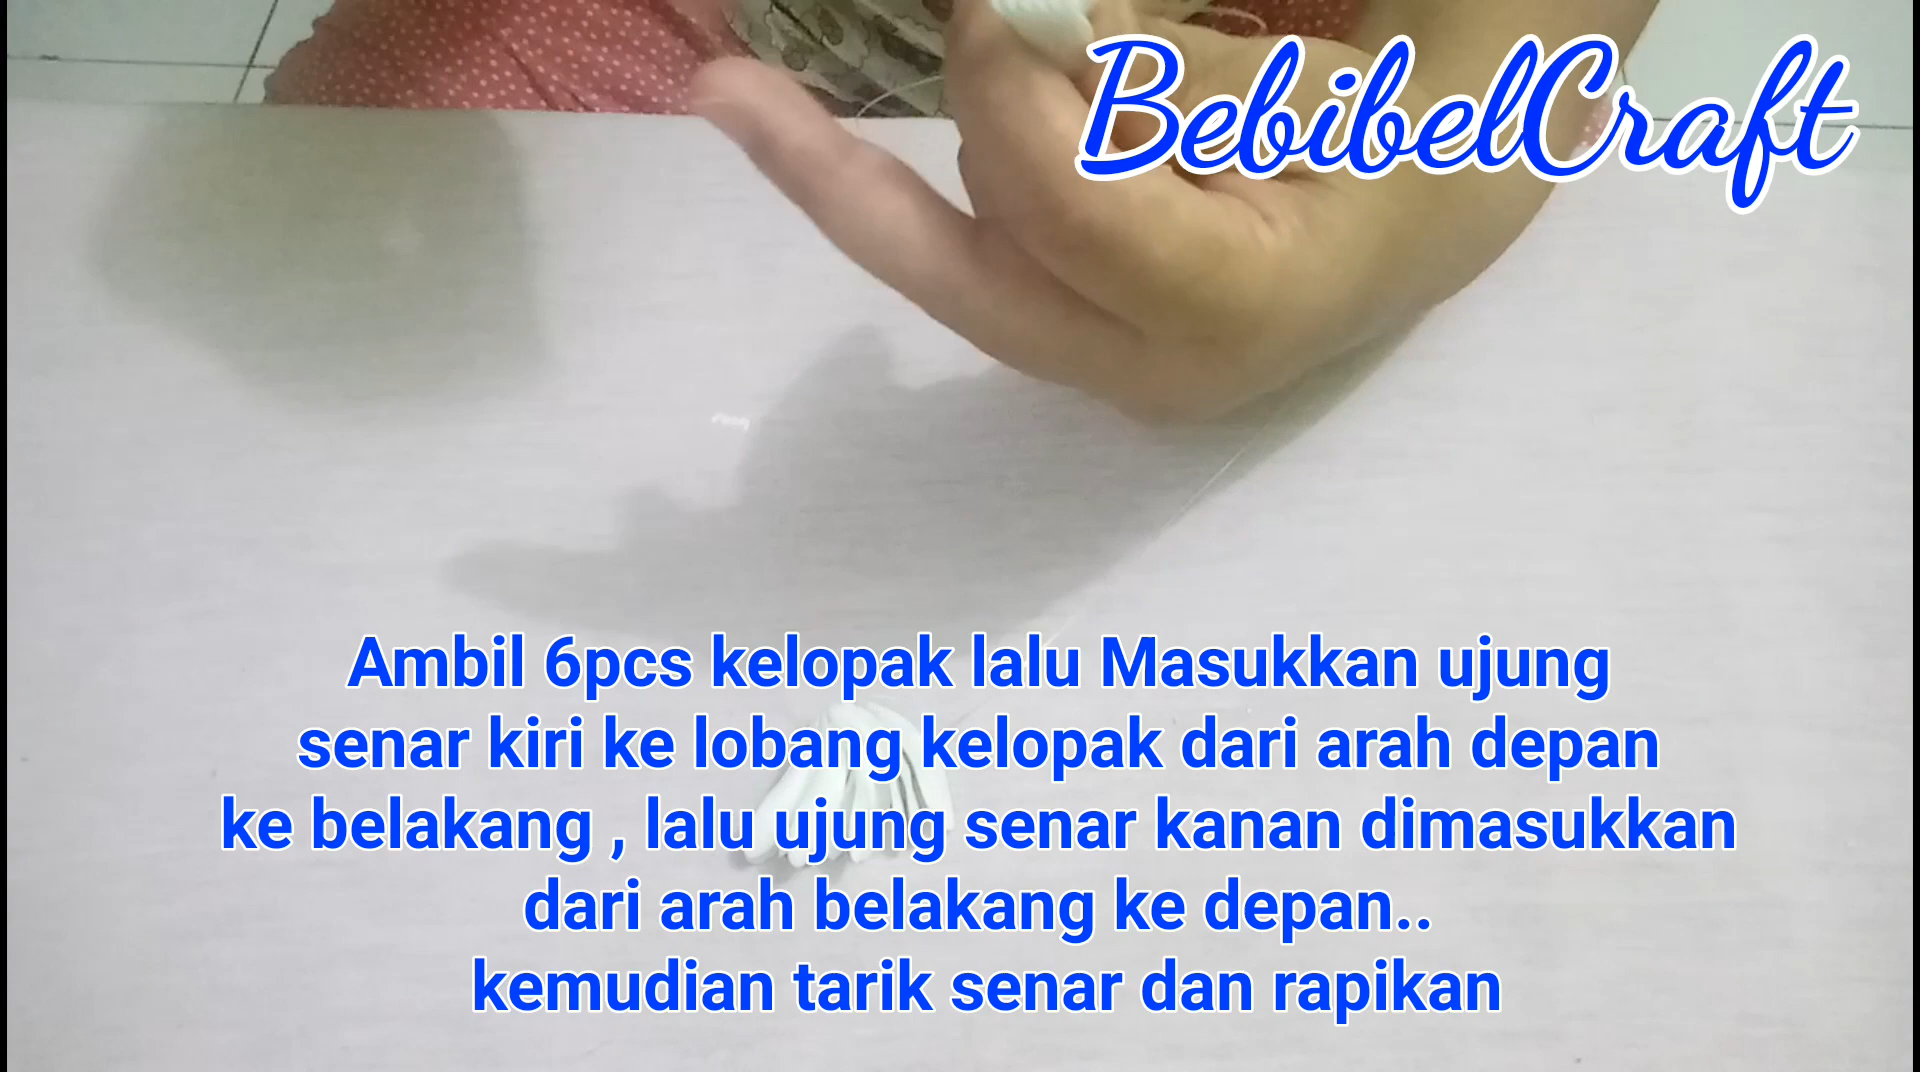 BebibelCraft
Ambil 6pcs kelopak lalu Masukkan ujung
senar kiri ke lobang kelopak dari arah depan
ke belakang , lalu ujung senar kanan dimasukkan
dari arah belakang ke depan..
kemudian tarik senar dan rapikan